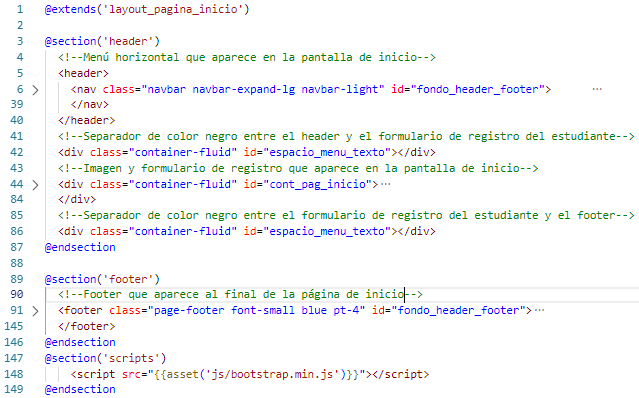 1 @extends('layout_pagina_inicio')
2
3 @section('header')
4 <!--Menú horizontal que aparece en la pantalla de inicio-->
5 <header>
6 <nav class="navbar navbar-expand-lg navbar-light" id="fondo_header_footer"> ···
39 </nav>
40 </header>
41 <!--Separador de color negro entre el header y el formulario de registro del estudiante-->
42 <div class="container-fluid" id="espacio_menu_texto"></div>
43 <!--Imagen y formulario de registro que aparece en la pantalla de inicio-->
44 <div class="container-fluid" id="cont_pag_inicio">···
84 </div>
85 <!--Separador de color negro entre el formulario de registro del estudiante y el footer-->
86 <div class="container-fluid" id="espacio_menu_texto"></div>
87 @endsection
88
89 @section('footer')
90 <!--Footer que aparece al final de la página de inicio-->
91 <footer class="page-footer font-small blue pt-4" id="fondo_header_footer">···
145 </footer>
146 @endsection
147 @section('scripts')
148 <script src="{{asset('js/bootstrap.min.js')}}"></script>
149 @endsection